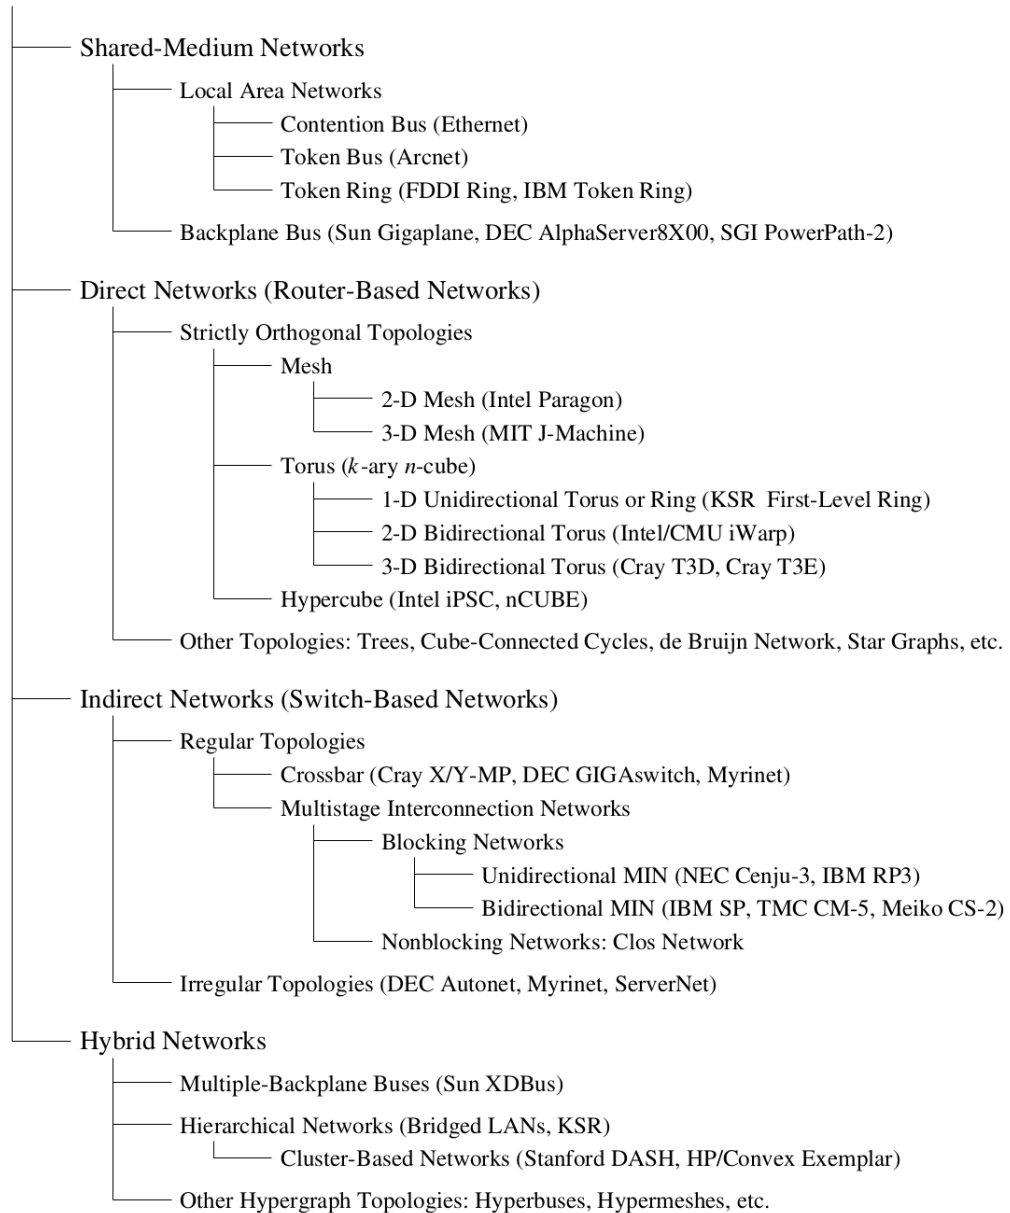 Shared-Medium Networks
Local Area Networks
Contention Bus (Ethernet)
Token Bus (Arcnet)
Token Ring (FDDI Ring, IBM Token Ring)
Backplane Bus (Sun Gigaplane, DEC AlphaServer8X00, SGI PowerPath-2)
Direct Networks (Router-Based Networks)
Strictly Orthogonal Topologies
Mesh
2-D Mesh (Intel Paragon)
3-D Mesh (MIT J-Machine)
Torus (k-ary n-cube)
1-D Unidirectional Torus or Ring (KSR First-Level Ring)
2-D Bidirectional Torus (Intel/CMU iWarp)
3-D Bidirectional Torus (Cray T3D, Cray T3E)
Hypercube (Intel iPSC, nCUBE)
Other Topologies: Trees, Cube-Connected Cycles, de Bruijn Network, Star Graphs, etc.
Indirect Networks (Switch-Based Networks)
Regular Topologies
Crossbar (Cray X/Y-MP, DEC GIGAswitch, Myrinet)
Multistage Interconnection Networks
Blocking Networks
Unidirectional MIN (NEC Cenju-3, IBM RP3)
Bidirectional MIN (IBM SP, TMC CM-5, Meiko CS-2)
Nonblocking Networks: Clos Network
Irregular Topologies (DEC Autonet, Myrinet, ServerNet)
Hybrid Networks
Multiple-Backplane Buses (Sun XDBus)
Hierarchical Networks (Bridged LANs, KSR)
Cluster-Based Networks (Stanford DASH, HP/Convex Exemplar)
Other Hypergraph Topologies: Hyperbuses, Hypermeshes, etc.